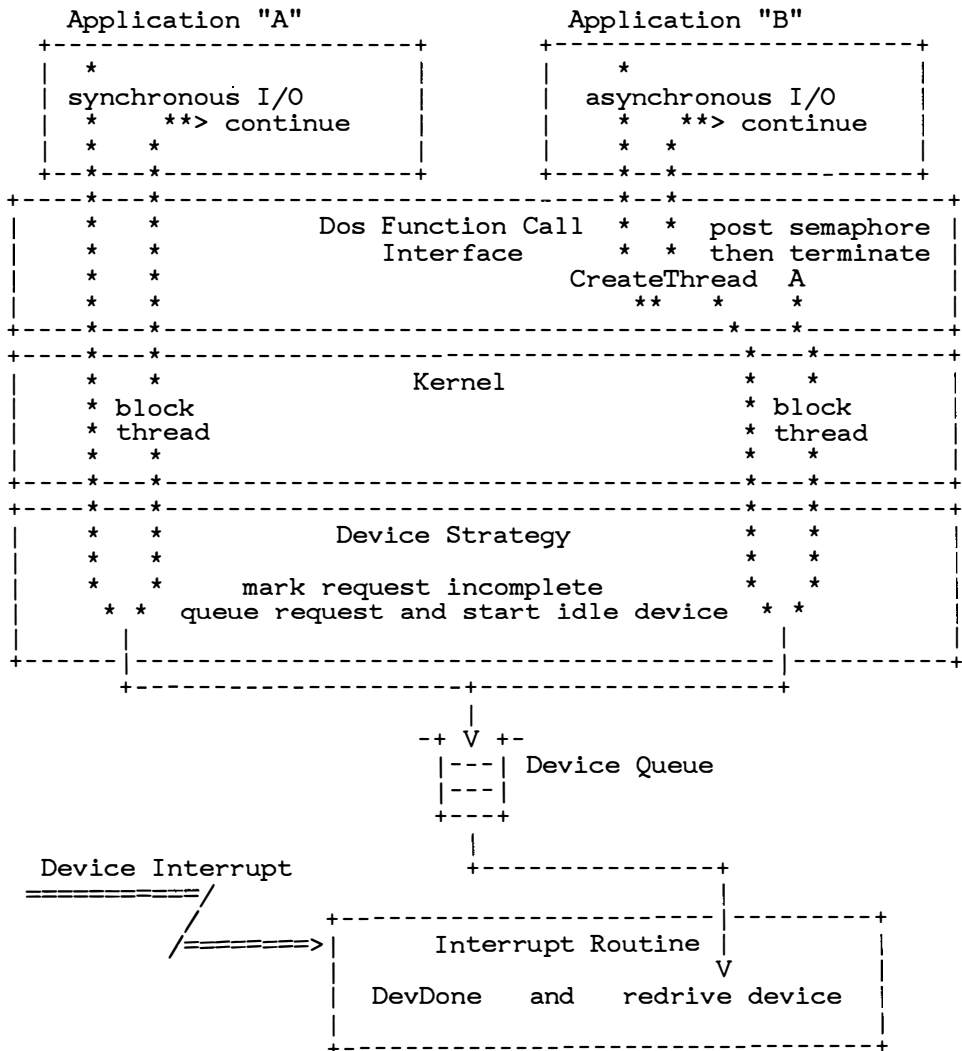 Application "A" Application "B"
synchronous I/O asynchronous I/O
**> continue **> continue
Dos Function Call post semaphore
Interface then terminate
CreateThread A
Kernel
block block
thread thread
Device Strategy
mark request incomplete
queue request and start idle device
V
Device Queue
Device Interrupt
Interrupt Routine
V
DevDone and redrive device